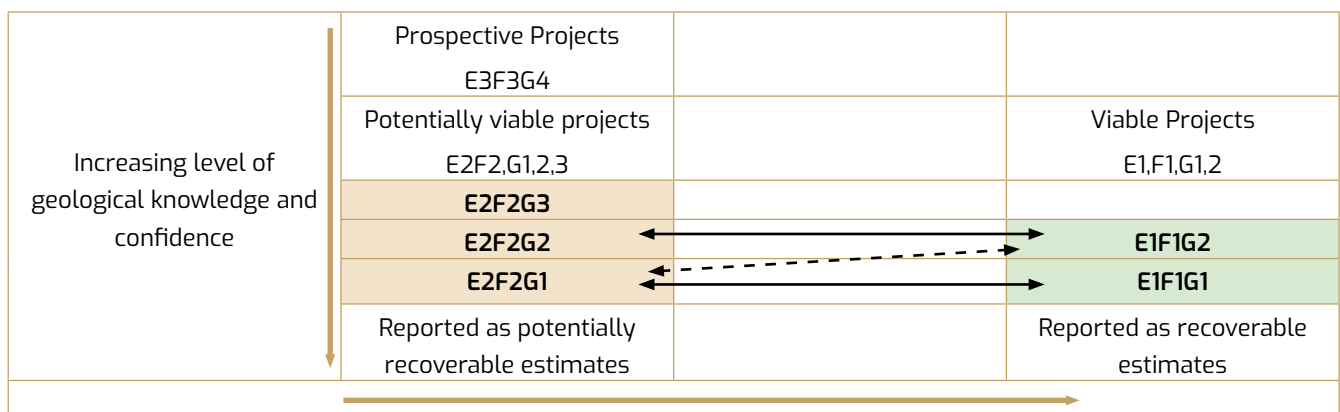 Increasing level of
geological knowledge and
confidence
Prospective Projects
E3F3G4
Potentially viable projects
E2F2,G1,2,3
Viable Projects
E1,F1,G1,2
E2F2G3
E2F2G2
E1F1G2
E2F2G1
E1F1G1
Reported as potentially
recoverable estimates
Reported as recoverable
estimates